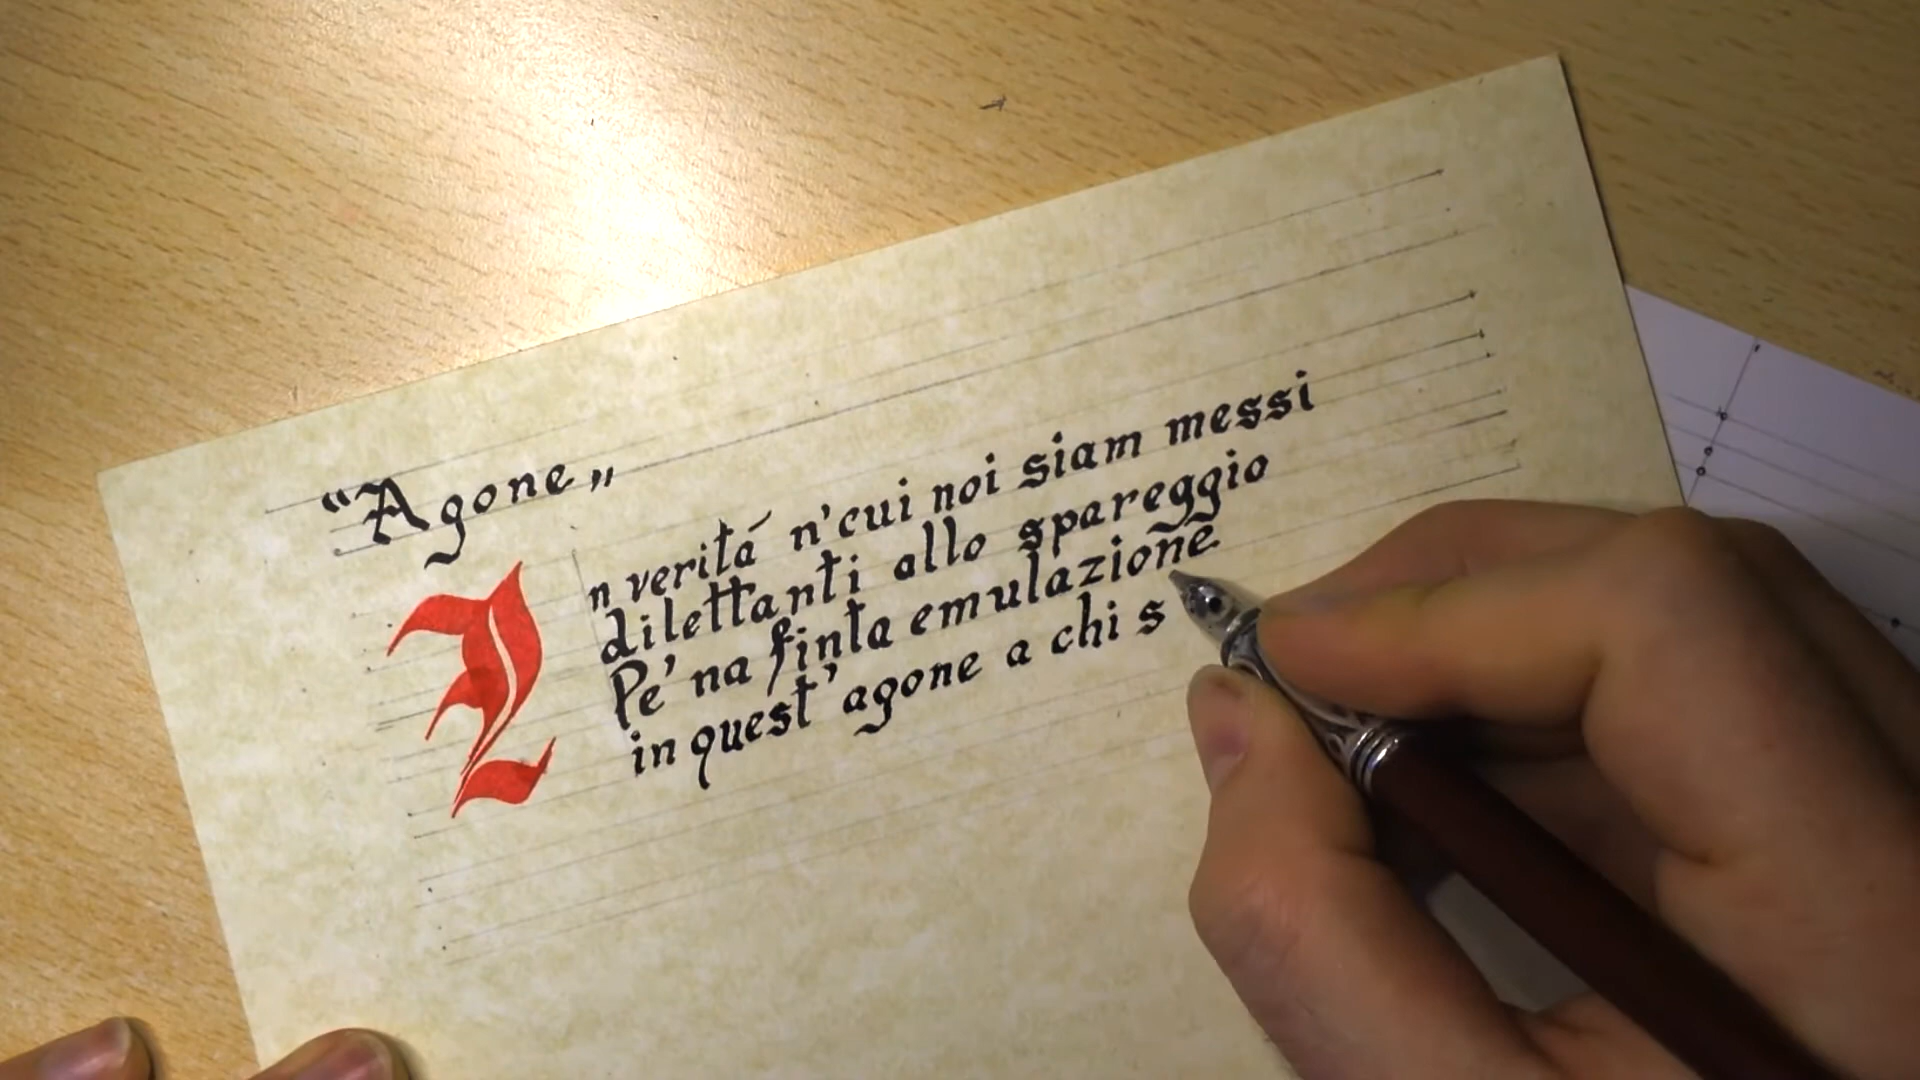 “Agone„
In veritá n'cui noi siam messi
dilettanti allo spareggio
Pe' na finta emulazione
in quest'agone a chi s